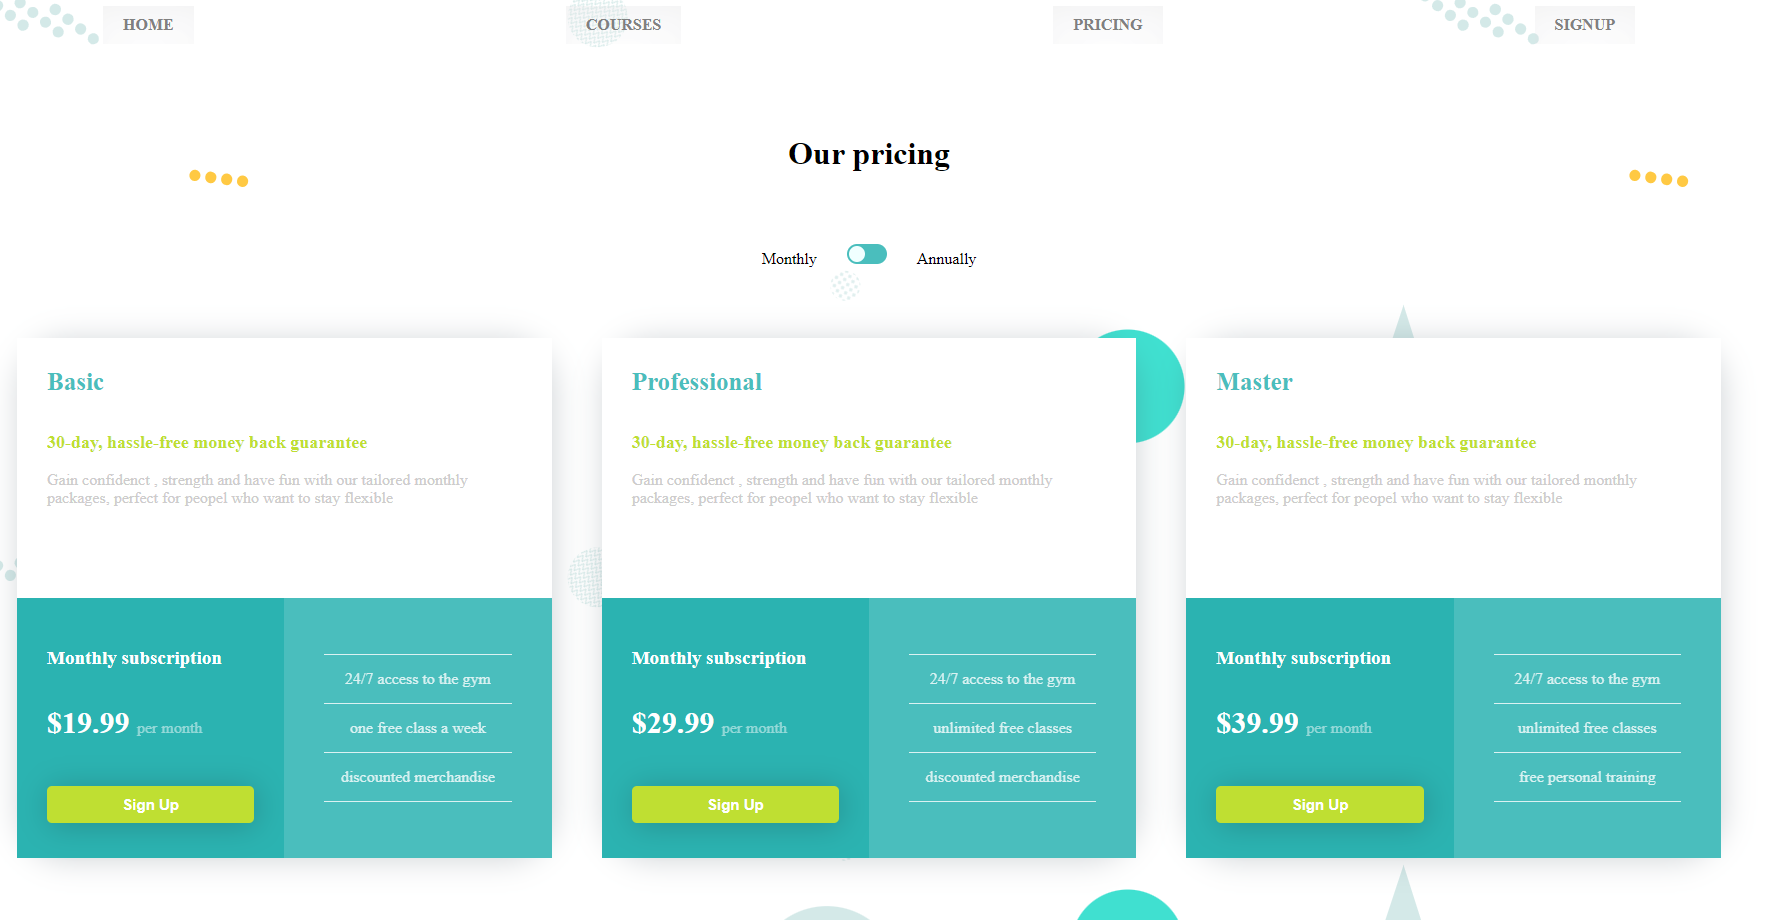 HOME
COURSES
PRICING
SIGNUP
Our pricing
Monthly
Annually
Basic
30-day, hassle-free money back guarantee
Gain confidenct , strength and have fun with our tailored monthly
packages, perfect for peopel who want to stay flexible
Monthly subscription
$19.99 per month
Sign Up
24/7 access to the gym
one free class a week
discounted merchandise
Professional
30-day, hassle-free money back guarantee
Gain confidenct , strength and have fun with our tailored monthly
packages, perfect for peopel who want to stay flexible
Monthly subscription
$29.99 per month
Sign Up
24/7 access to the gym
unlimited free classes
discounted merchandise
Master
30-day, hassle-free money back guarantee
Gain confidenct , strength and have fun with our tailored monthly
packages, perfect for peopel who want to stay flexible
Monthly subscription
$39.99 per month
Sign Up
24/7 access to the gym
unlimited free classes
free personal training